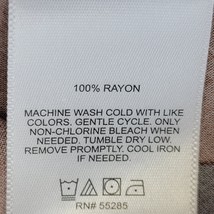 100% RAYON
MACHINE WASH COLD WITH LIKE
COLORS. GENTLE CYCLE. ONLY
NON-CHLORINE BLEACH WHEN
NEEDED. TUMBLE DRY LOW.
REMOVE PROMPTLY. COOL IRON
IF NEEDED.
RN# 55285